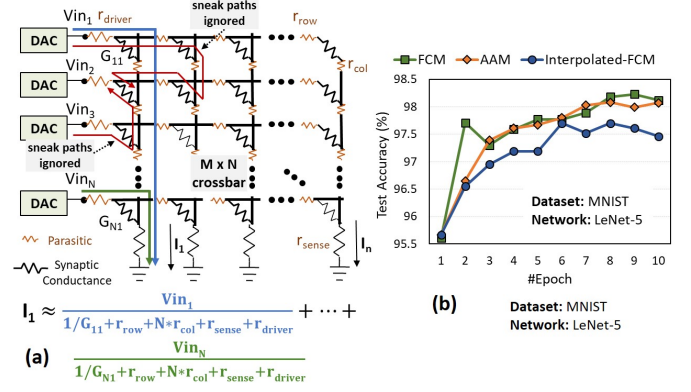 sneak paths
ignored
Vin1 rdriver
rrow
DAC
G11
rcol
Vin2
DAC
Vin3
DAC
sneak paths
ignored
M x N
crossbar
VinN
DAC
GN1
Parasitic
I1
rsense
In
Synaptic
Conductance
I1 ≈ Vin1 + ⋯ +
1/G11+rrow+N*rcol+rsense+rdriver
(a) VinN
1/GN1+rrow+N*rcol+rsense+rdriver
FCM AAM Interpolated-FCM
98.5
98
97.5
97
96.5
96
95.5
Test Accuracy (%)
Dataset: MNIST
Network: LeNet-5
1 2 3 4 5 6 7 8 9 10
#Epoch
(b)
Dataset: MNIST
Network: LeNet-5